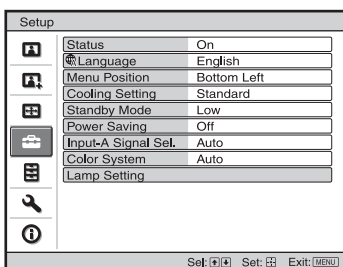 Setup
Status On
Language English
Menu Position Bottom Left
Cooling Setting Standard
Standby Mode Low
Power Saving Off
Input-A Signal Sel. Auto
Color System Auto
Lamp Setting
Sel: Set: Exit: MENU